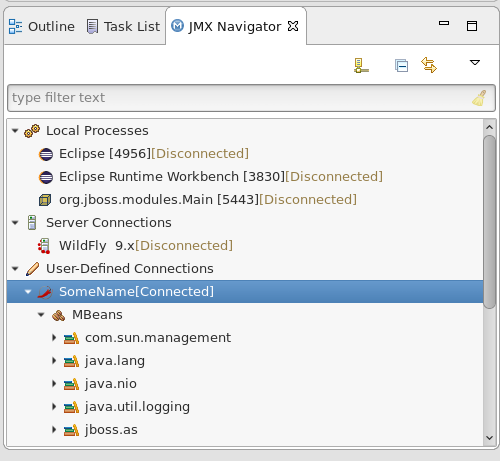 Outline Task List JMX Navigator
type filter text
Local Processes
Eclipse [4956][Disconnected]
Eclipse Runtime Workbench [3830][Disconnected]
org.jboss.modules.Main [5443][Disconnected]
Server Connections
WildFly 9.x[Disconnected]
User-Defined Connections
SomeName[Connected]
MBeans
com.sun.management
java.lang
java.nio
java.util.logging
jboss.as